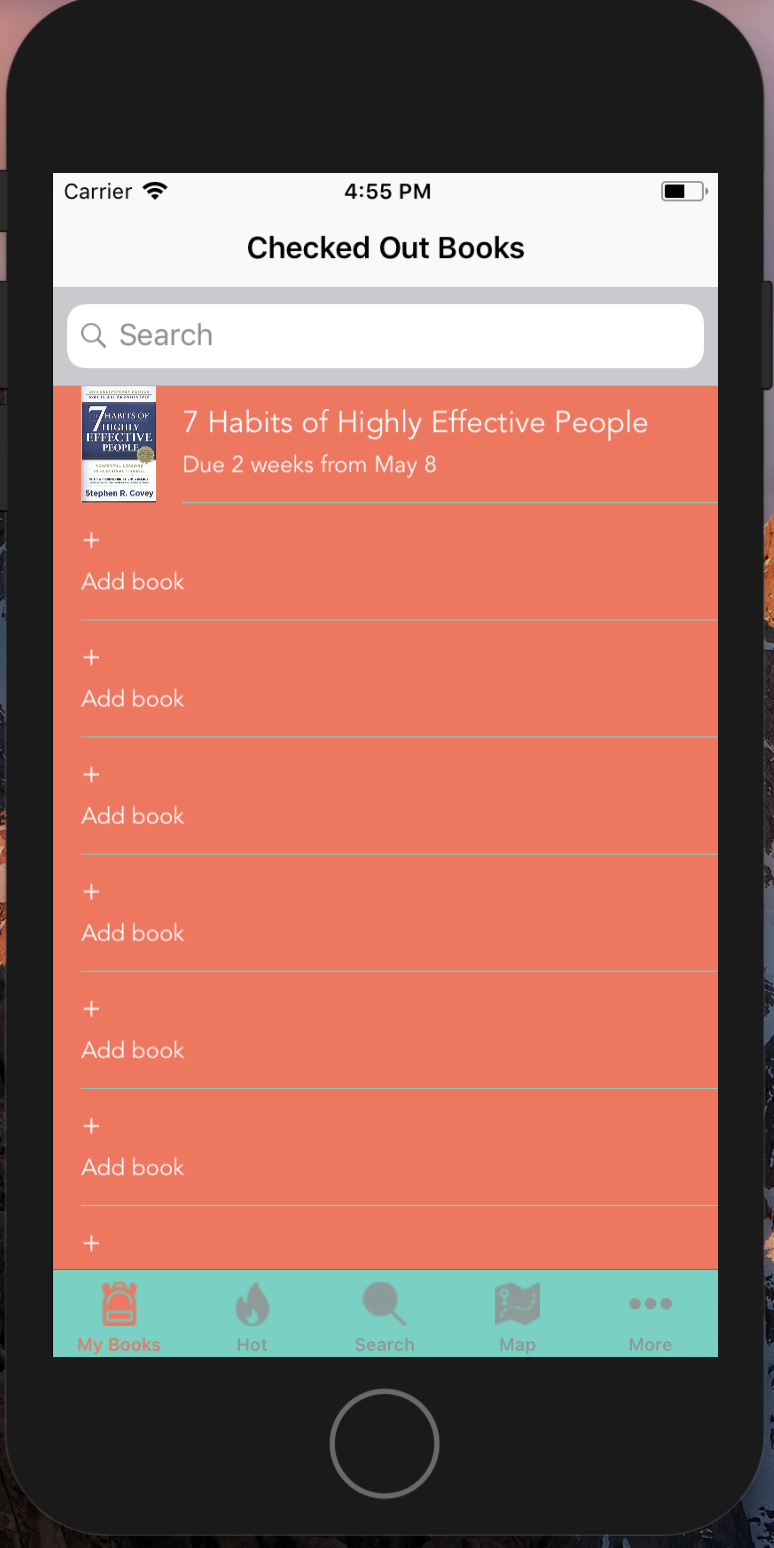 Carrier
4:55 PM
Checked Out Books
Search
7 HABITS OF
HIGHLY
EFFECTIVE
PEOPLE
Stephen R. Covey
7 Habits of Highly Effective People
Due 2 weeks from May 8
+
Add book
+
Add book
+
Add book
+
Add book
+
Add book
+
Add book
+
My Books
Hot
Search
Map
More